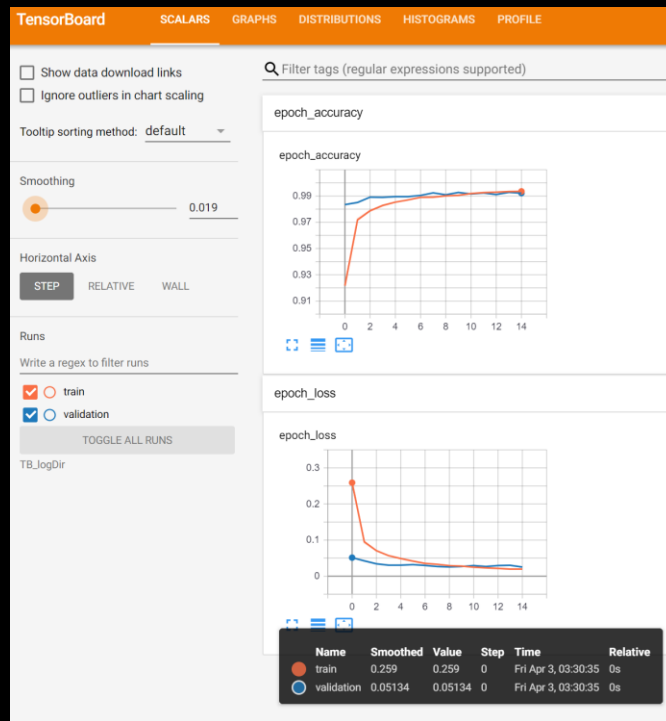 TensorBoard SCALARS GRAPHS DISTRIBUTIONS HISTOGRAMS PROFILE
Show data download links
Ignore outliers in chart scaling
Tooltip sorting method: default
Smoothing
0.019
Horizontal Axis
STEP RELATIVE WALL
Runs
Write a regex to filter runs
train
validation
TOGGLE ALL RUNS
TB_logDir
Filter tags (regular expressions supported)
epoch_accuracy
epoch_accuracy
0.99
0.97
0.95
0.93
0.91
0 2 4 6 8 10 12 14
epoch_loss
epoch_loss
0.3
0.2
0.1
0
0 2 4 6 8 10 12 14
Name Smoothed Value Step Time Relative
train 0.259 0.259 0 Fri Apr 3, 03:30:35 0s
validation 0.05134 0.05134 0 Fri Apr 3, 03:30:35 0s